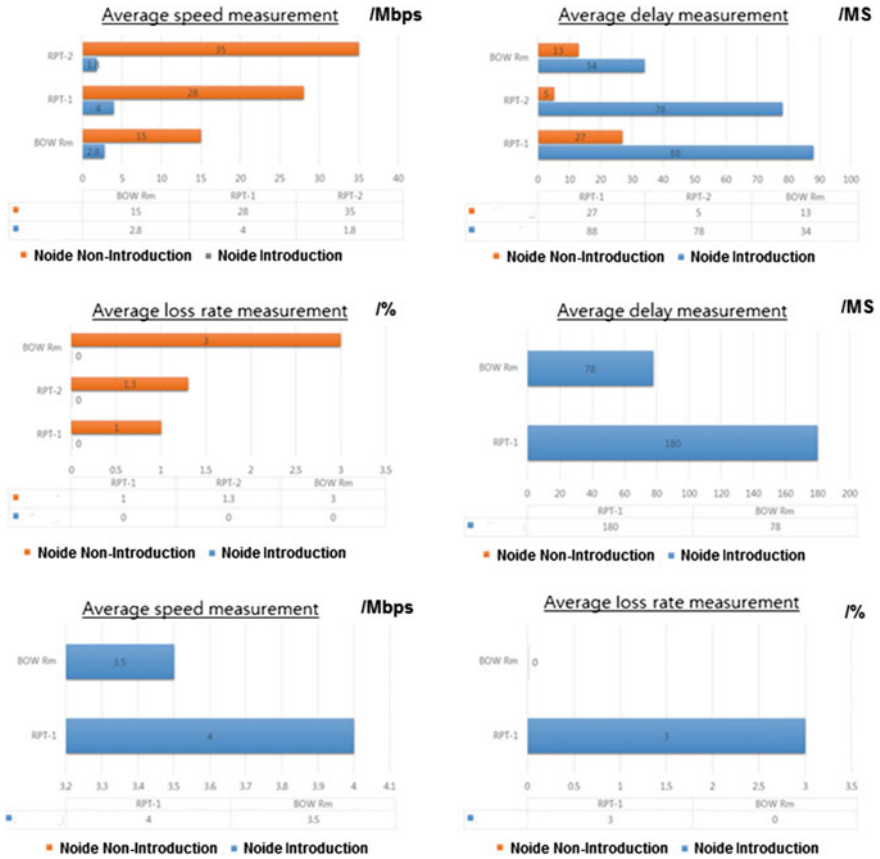 Average speed measurement /Mbps
RPT-2 35 1.8
RPT-1 28 4
BOW Rm 15 2.8
0 5 10 15 20 25 30 35 40
BOW Rm RPT-1 RPT-2
15 28 35
2.8 4 1.8
Noide Non-Introduction Noide Introduction
Average delay measurement /MS
BOW Rm 13 34
RPT-2 5 78
RPT-1 27 88
0 10 20 30 40 50 60 70 80 90 100
RPT-1 RPT-2 BOW Rm
27 5 13
88 78 34
Noide Non-Introduction Noide Introduction
Average loss rate measurement /%
BOW Rm 3 0
RPT-2 1.3 0
RPT-1 1 0
0 0.5 1 1.5 2 2.5 3 3.5
RPT-1 RPT-2 BOW Rm
1 1.3 3
0 0 0
Noide Non-Introduction Noide Introduction
Average delay measurement /MS
BOW Rm 78
RPT-1 180
0 20 40 60 80 100 120 140 160 180 200
RPT-1 BOW Rm
180 78
Noide Non-Introduction Noide Introduction
Average speed measurement /Mbps
BOW Rm 3.5
RPT-1 4
3.2 3.3 3.4 3.5 3.6 3.7 3.8 3.9 4 4.1
RPT-1 BOW Rm
4 3.5
Noide Non-Introduction Noide Introduction
Average loss rate measurement /%
BOW Rm 0
RPT-1 3
0 0.5 1 1.5 2 2.5 3 3.5
RPT-1 BOW Rm
3 0
Noide Non-Introduction Noide Introduction